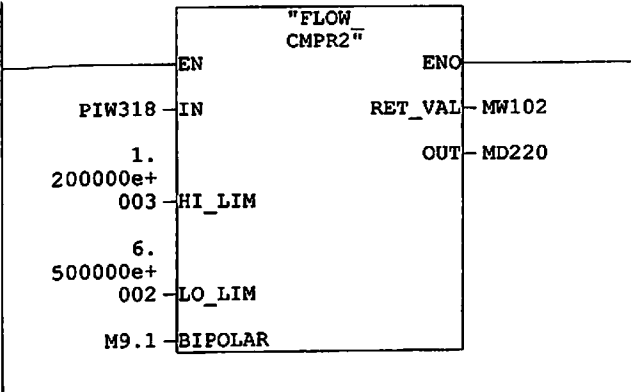 "FLOW_
CMPR2"
EN ENO
PIW318 IN RET_VAL MW102
1. OUT MD220
200000e+
003 HI_LIM
6.
500000e+
002 LO_LIM
M9.1 BIPOLAR